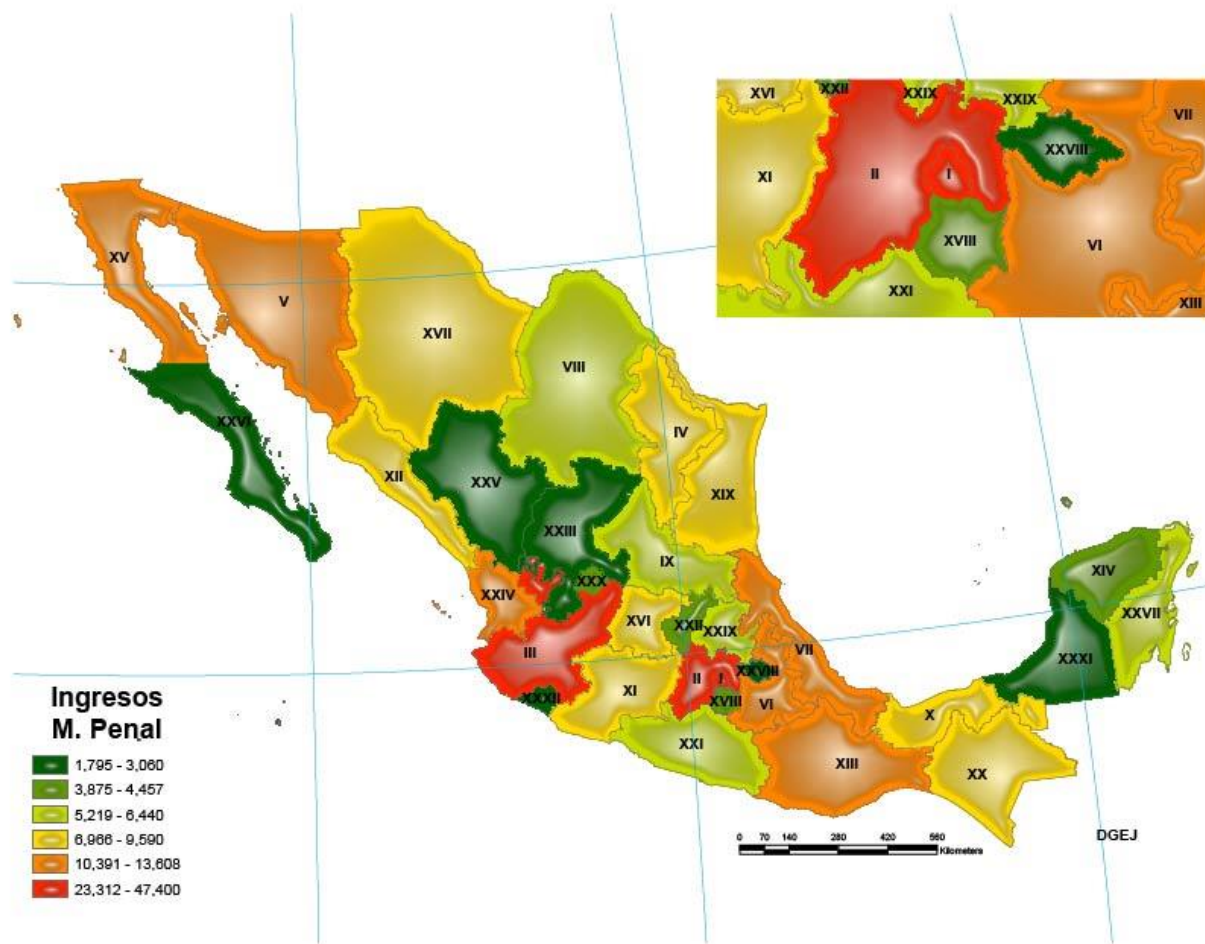 XVI
XXII
XXIX
XXIX
VII
XXVIII
XI
II
I
XVIII
VI
XXI
XIII
XV
V
XVII
VIII
XXVI
IV
XII
XXV
XIX
XXIII
IX
XXX
XIV
XXIV
XVI
XXII
XXIX
XXVII
III
VII
XXXI
II
I
XXVIII
XXXII
XI
XVIII
VI
X
XXI
XIII
XX
Ingresos
M. Penal
1,795 - 3,060
3,875 - 4,457
5,219 - 6,440
6,966 - 9,590
10,391 - 13,608
23,312 - 47,400
0 70 140 280 420 560
Kilometers
DGEJ